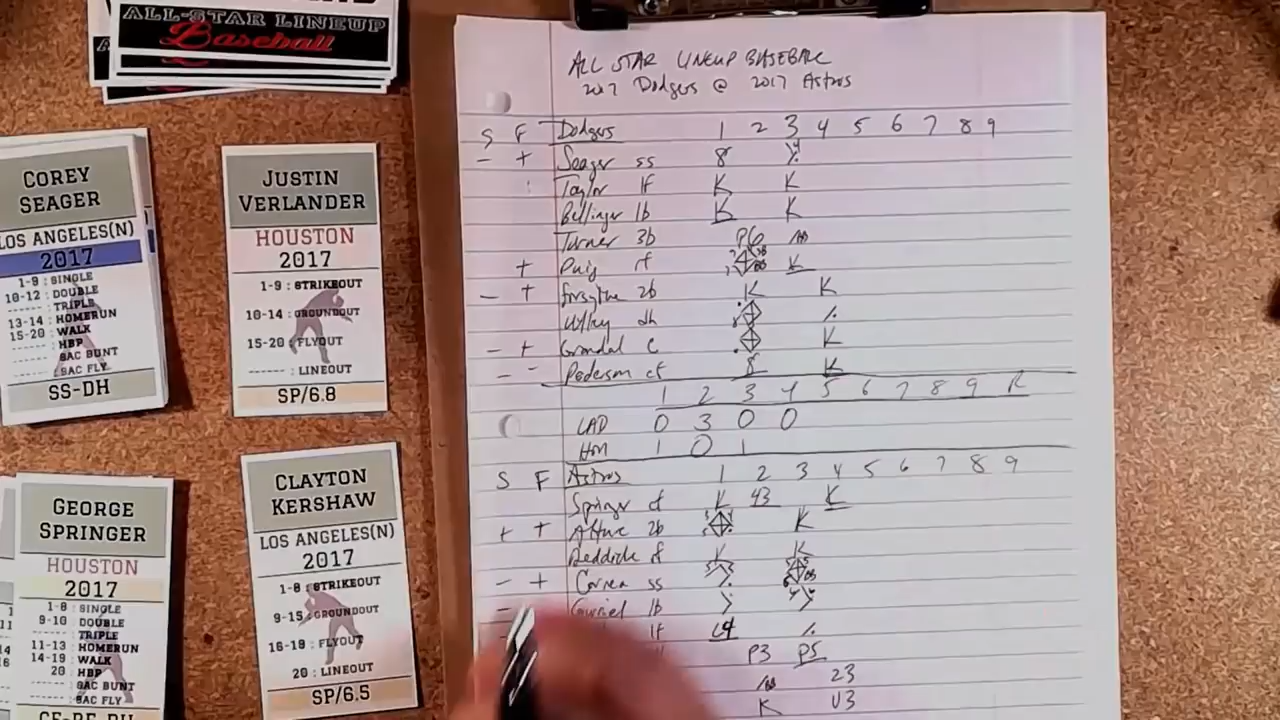 ALL-STAR LINEUP
Baseball
COREY
SEAGER
LOS ANGELES(N)
2017
1-9 : SINGLE
10-12 : DOUBLE
----- : TRIPLE
13-14 : HOMERUN
15-20 : WALK
----- : HBP
----- : SAC BUNT
----- : SAC FLY
SS-DH
JUSTIN
VERLANDER
HOUSTON
2017
1-9 : STRIKEOUT
10-14 : GROUNDOUT
15-20 : FLYOUT
------ : LINEOUT
SP/6.8
GEORGE
SPRINGER
HOUSTON
2017
1-8 : SINGLE
9-10 : DOUBLE
----- : TRIPLE
11-13 : HOMERUN
14-19 : WALK
20 : HBP
----- : SAC BUNT
----- : SAC FLY
CLAYTON
KERSHAW
LOS ANGELES(N)
2017
1-8 : STRIKEOUT
9-15 : GROUNDOUT
16-19 : FLYOUT
20 : LINEOUT
SP/6.5
ALL STAR LINEUP BASEBALL
2017 Dodgers @ 2017 Astros
S F Dodgers 1 2 3 4 5 6 7 8 9
- + Seager ss 8
Taylor lf K K
Bellinger 1b K K
Turner 3b P6
+ Puig rf K
- + Forsythe 2b K K
Utley dh
- + Grandal c K
- - Pederson cf 8 K
1 2 3 4 5 6 7 8 9 R
LAD 0 3 0 0
HOU 1 0 1
S F Astros 1 2 3 4 5 6 7 8 9
Springer cf K 43 K
+ + Altuve 2b K
Reddick rf K K
- + Correa ss
- Gurriel 1b
lf L4
P3 P5
23
K U3